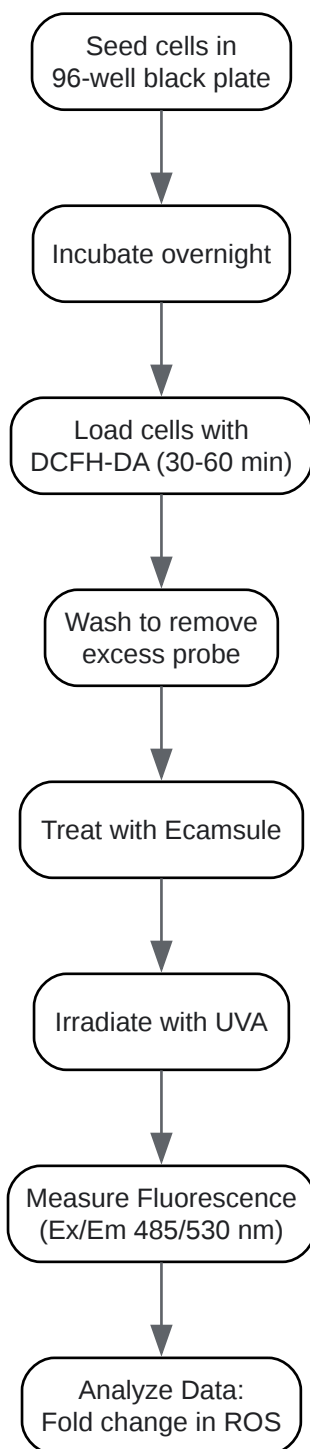 Seed cells in
96-well black plate
Incubate overnight
Load cells with
DCFH-DA (30-60 min)
Wash to remove
excess probe
Treat with Ecamsule
Irradiate with UVA
Measure Fluorescence
(Ex/Em 485/530 nm)
Analyze Data:
Fold change in ROS